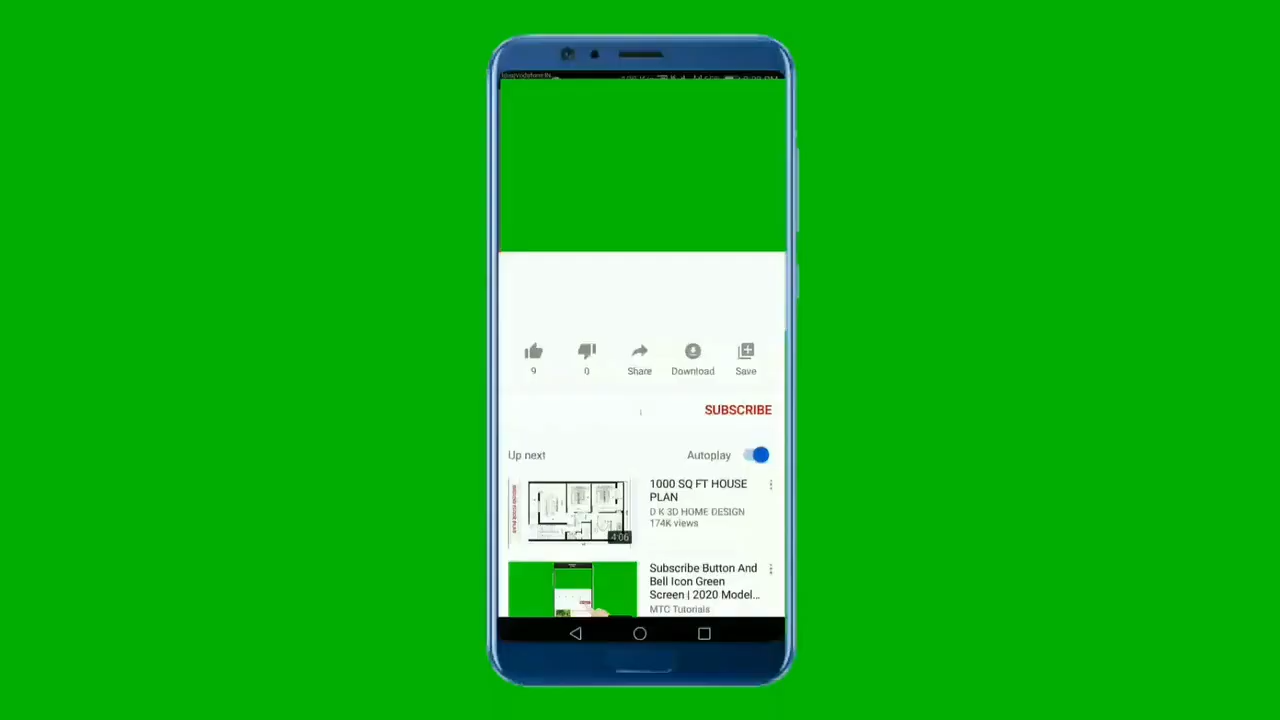 9
0
Share
Download
Save
SUBSCRIBE
Up next
Autoplay
1000 SQ FT HOUSE
PLAN
D K 3D HOME DESIGN
174K views
4:06
Subscribe Button And
Bell Icon Green
Screen | 2020 Model...
MTC Tutorials